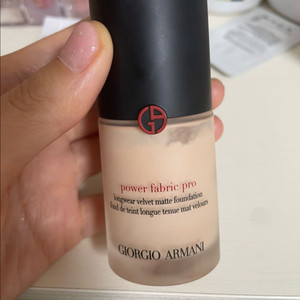 power fabric pro
longwear velvet matte foundation
fond de teint longue tenue mat velours
GIORGIO ARMANI